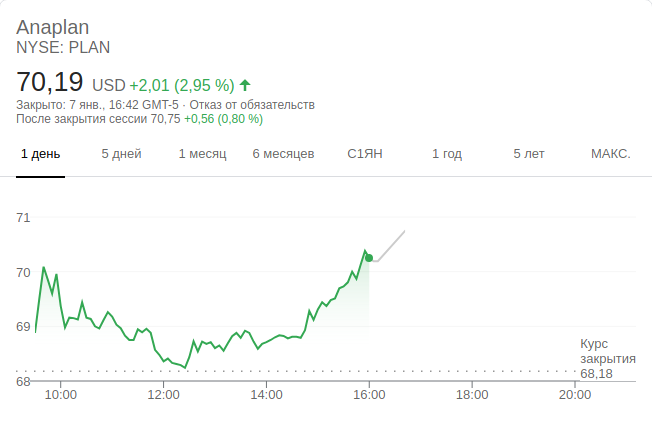 Anaplan
NYSE: PLAN
70,19 USD +2,01 (2,95 %)
Закрыто: 7 янв., 16:42 GMT-5 · Отказ от обязательств
После закрытия сессии 70,75 +0,56 (0,80 %)
1 день 5 дней 1 месяц 6 месяцев С1ЯН 1 год 5 лет МАКС.
71
70
69
Курс
закрытия
68,18
68
10:00 12:00 14:00 16:00 18:00 20:00